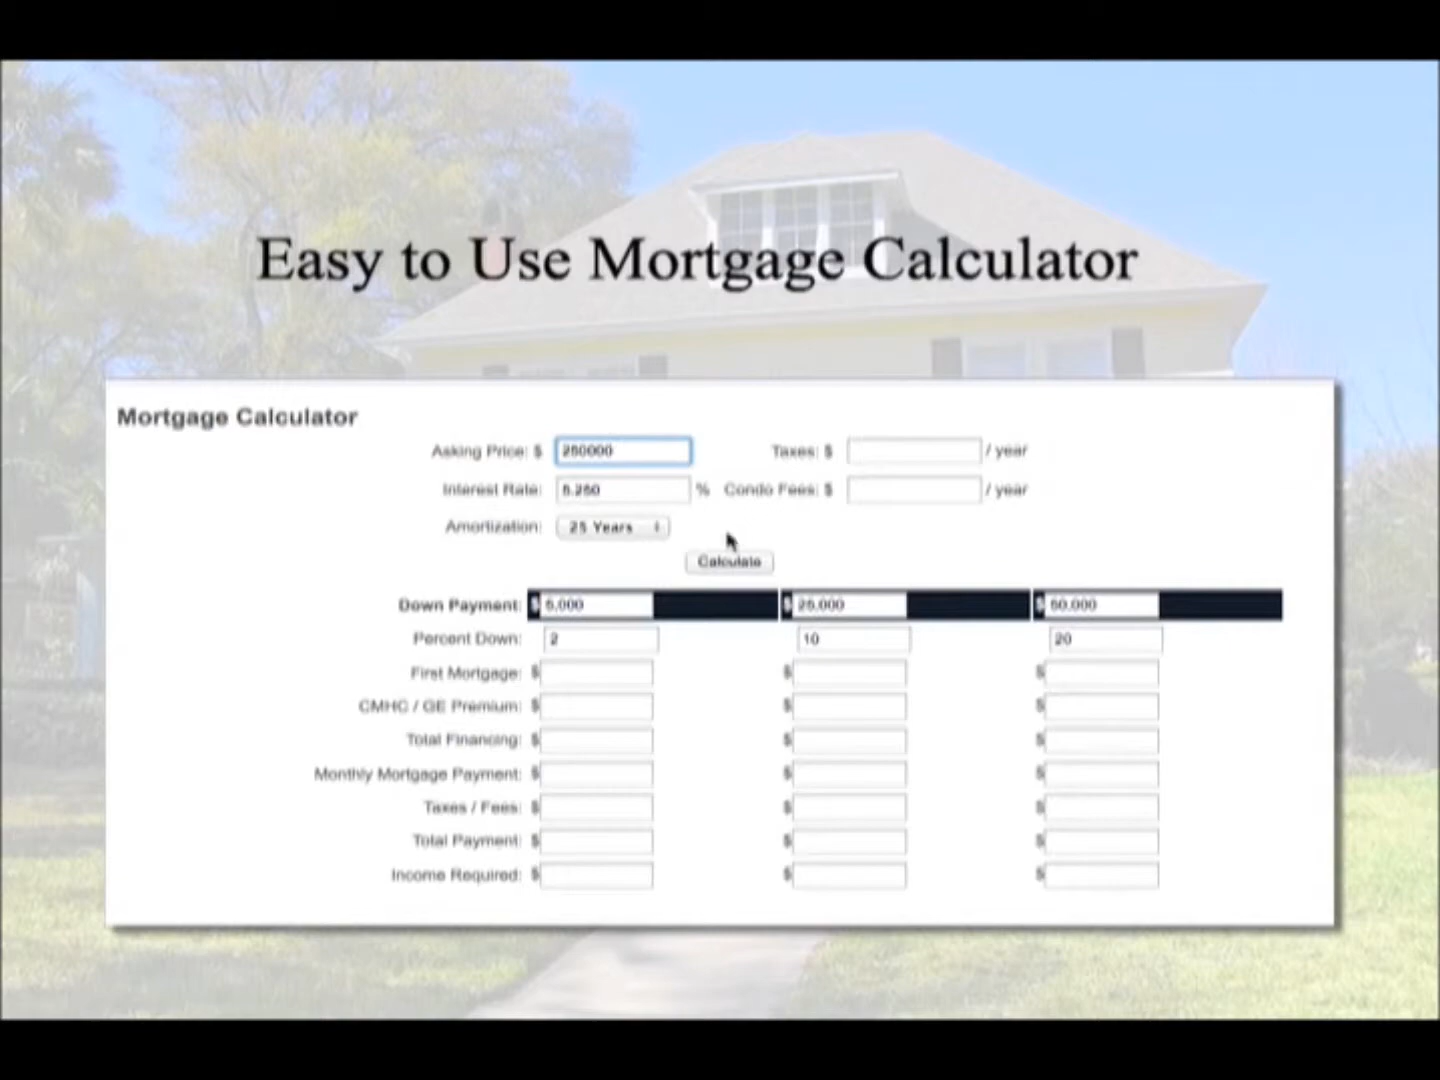 Easy to Use Mortgage Calculator
Mortgage Calculator
Asking Price: $ 250000 Taxes: $ / year
Interest Rate: 5.250 % Condo Fees: $ / year
Amortization: 25 Years
Calculate
Down Payment: $ 5,000 $ 25,000 $ 50,000
Percent Down: 2 10 20
First Mortgage: $ $ $
CMHC / GE Premium: $ $ $
Total Financing: $ $ $
Monthly Mortgage Payment: $ $ $
Taxes / Fees: $ $ $
Total Payment: $ $ $
Income Required: $ $ $